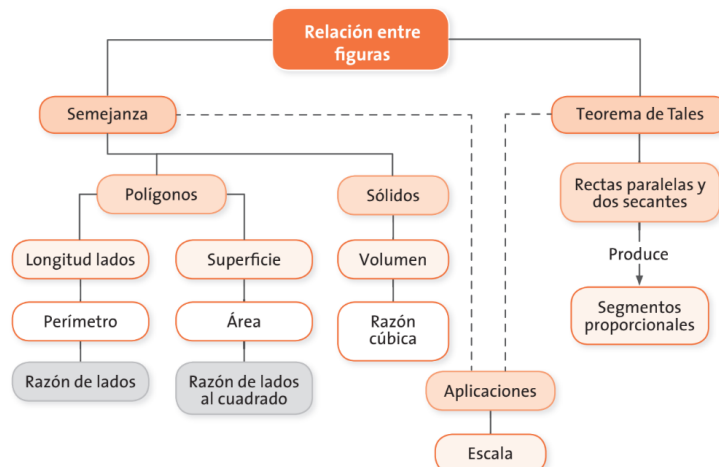 Relación entre
figuras
Semejanza
Teorema de Tales
Polígonos
Sólidos
Rectas paralelas y
dos secantes
Longitud lados
Superficie
Volumen
Produce
Perímetro
Área
Razón
cúbica
Segmentos
proporcionales
Razón de lados
Razón de lados
al cuadrado
Aplicaciones
Escala